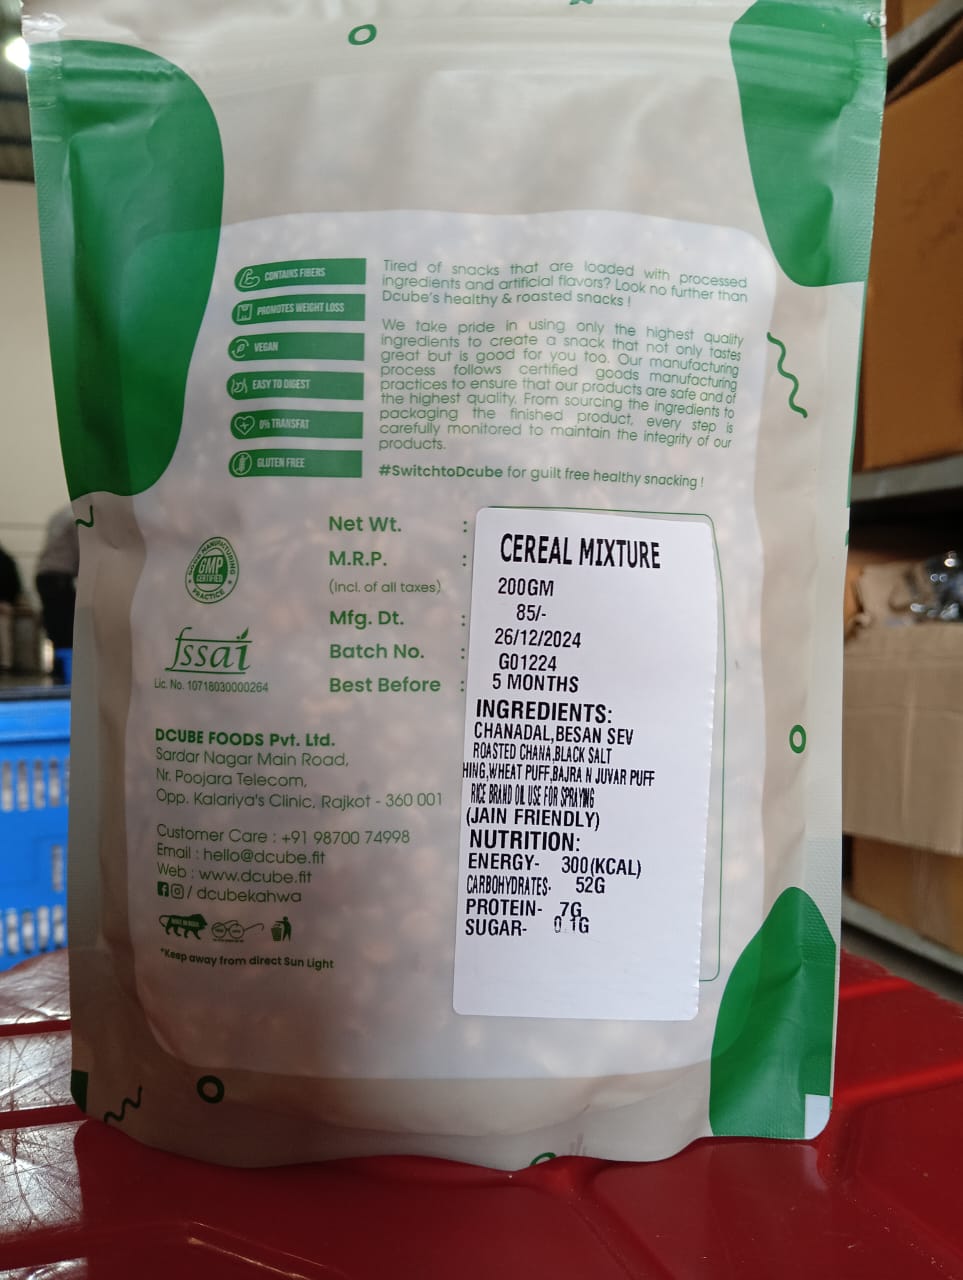 CONTAINS FIBERS
PROMOTES WEIGHT LOSS
VEGAN
EASY TO DIGEST
0% TRANSFAT
GLUTEN FREE
Tired of snacks that are loaded with processed
ingredients and artificial flavors? Look no further than
Dcube's healthy & roasted snacks !
We take pride in using only the highest quality
ingredients to create a snack that not only tastes
great but is good for you too. Our manufacturing
process follows certified goods manufacturing
practices to ensure that our products are safe and of
the highest quality. From sourcing the ingredients to
packaging the finished product, every step is
carefully monitored to maintain the integrity of our
products.
#SwitchtoDcube for guilt free healthy snacking !
GOOD MANUFACTURING
GMP
CERTIFIED
PRACTICE
fssai
Lic. No. 10718030000264
Net Wt. :
M.R.P. :
(Incl. of all taxes)
Mfg. Dt. :
Batch No. :
Best Before :
CEREAL MIXTURE
200GM
85/-
26/12/2024
G01224
5 MONTHS
INGREDIENTS:
CHANADAL,BESAN SEV
ROASTED CHANA,BLACK SALT
HING,WHEAT PUFF,BAJRA N JUVAR PUFF
RICE BRAND OIL USE FOR SPRAYING
(JAIN FRIENDLY)
NUTRITION:
ENERGY- 300(KCAL)
CARBOHYDRATES- 52G
PROTEIN- 7G
SUGAR- 0.1G
DCUBE FOODS Pvt. Ltd.
Sardar Nagar Main Road,
Nr. Poojara Telecom,
Opp. Kalariya's Clinic, Rajkot - 360 001
Customer Care : +91 98700 74998
Email : hello@dcube.fit
Web : www.dcube.fit
/ dcubekahwa
MAKE IN INDIA
*Keep away from direct Sun Light